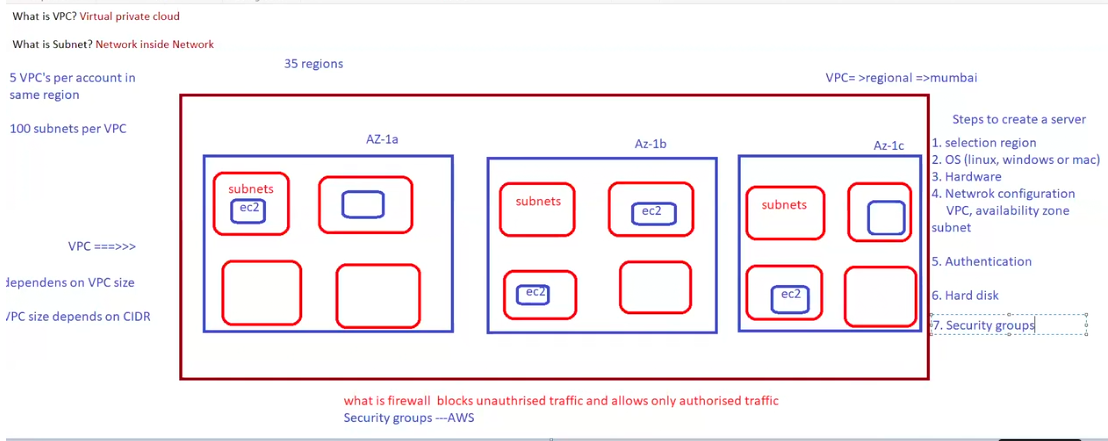 What is VPC? Virtual private cloud
What is Subnet? Network inside Network
35 regions
5 VPC's per account in
same region
VPC= >regional =>mumbai
100 subnets per VPC
Steps to create a server
AZ-1a
Az-1b
Az-1c
1. selection region
2. OS (linux, windows or mac)
3. Hardware
4. Netwrok configuration
VPC, availability zone
subnet
subnets
ec2
subnets
ec2
subnets
VPC ===>>>
5. Authentication
dependens on VPC size
ec2
ec2
6. Hard disk
VPC size depends on CIDR
7. Security groups
what is firewall blocks unauthrised traffic and allows only authorised traffic
Security groups ---AWS